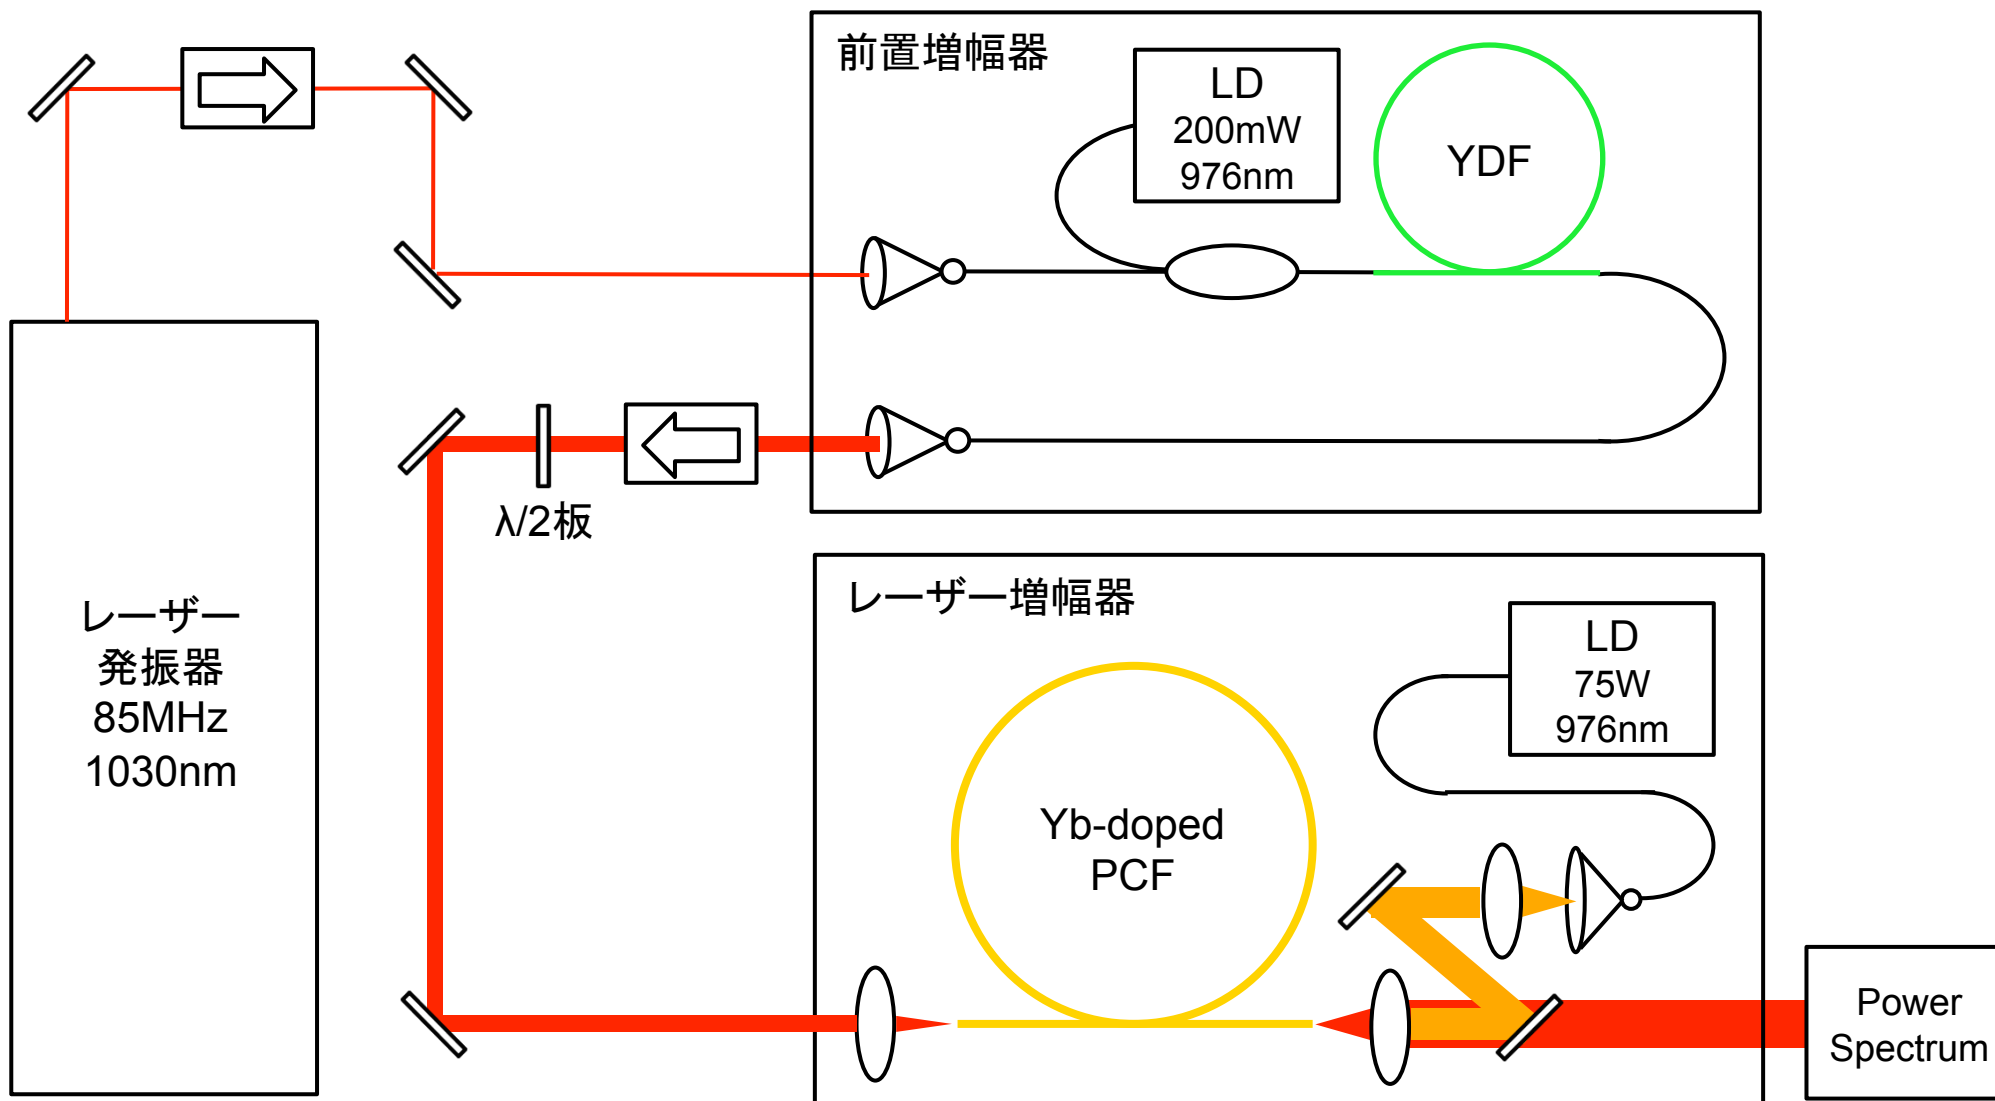 前置増幅器
LD
200mW
976nm
YDF
λ/2板
レーザー
発振器
85MHz
1030nm
レーザー増幅器
LD
75W
976nm
Yb-doped
PCF
Power
Spectrum